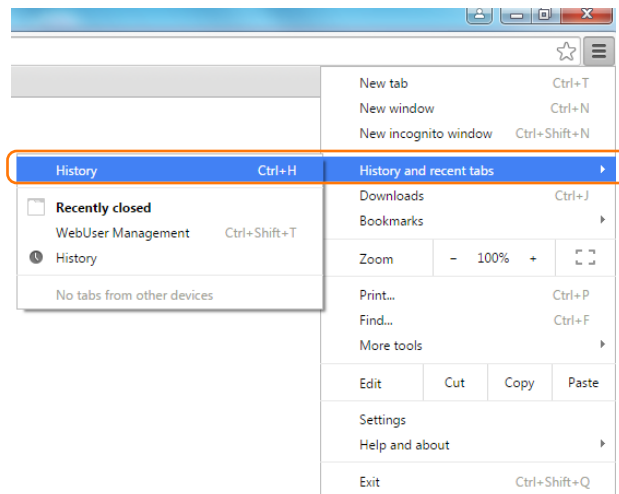 New tab Ctrl+T
New window Ctrl+N
New incognito window Ctrl+Shift+N
History and recent tabs
History Ctrl+H
Recently closed
WebUser Management Ctrl+Shift+T
History
No tabs from other devices
Downloads Ctrl+J
Bookmarks
Zoom - 100% +
Print... Ctrl+P
Find... Ctrl+F
More tools
Edit Cut Copy Paste
Settings
Help and about
Exit Ctrl+Shift+Q